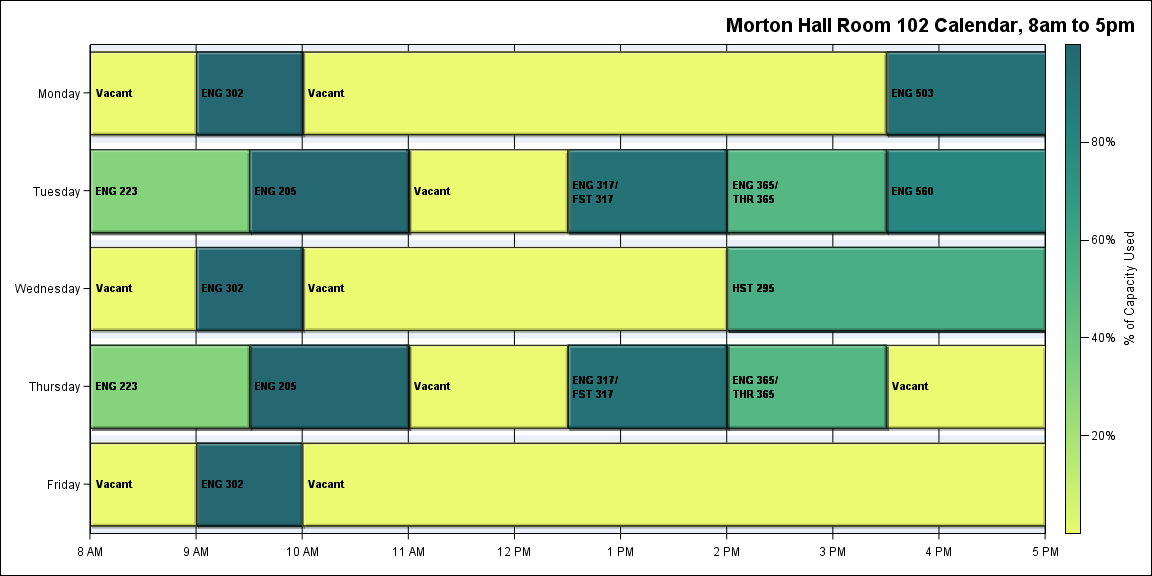 Morton Hall Room 102 Calendar, 8am to 5pm
Monday
Vacant
ENG 302
Vacant
ENG 503
Tuesday
ENG 223
ENG 205
Vacant
ENG 317/
FST 317
ENG 365/
THR 365
ENG 560
Wednesday
Vacant
ENG 302
Vacant
HST 295
Thursday
ENG 223
ENG 205
Vacant
ENG 317/
FST 317
ENG 365/
THR 365
Vacant
Friday
Vacant
ENG 302
Vacant
8 AM
9 AM
10 AM
11 AM
12 PM
1 PM
2 PM
3 PM
4 PM
5 PM
80%
60%
40%
20%
% of Capacity Used